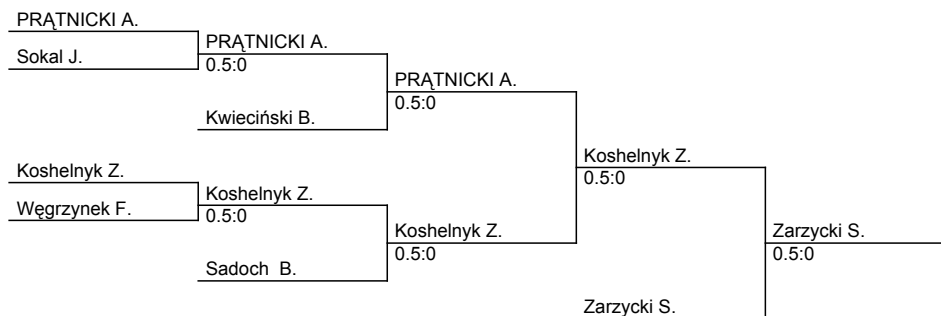 PRĄTNICKI A.
Sokal J.
PRĄTNICKI A.
0.5:0
PRĄTNICKI A.
0.5:0
Kwieciński B.
Koshelnyk Z.
0.5:0
Koshelnyk Z.
Węgrzynek F.
Koshelnyk Z.
0.5:0
Koshelnyk Z.
0.5:0
Sadoch B.
Zarzycki S.
0.5:0
Zarzycki S.